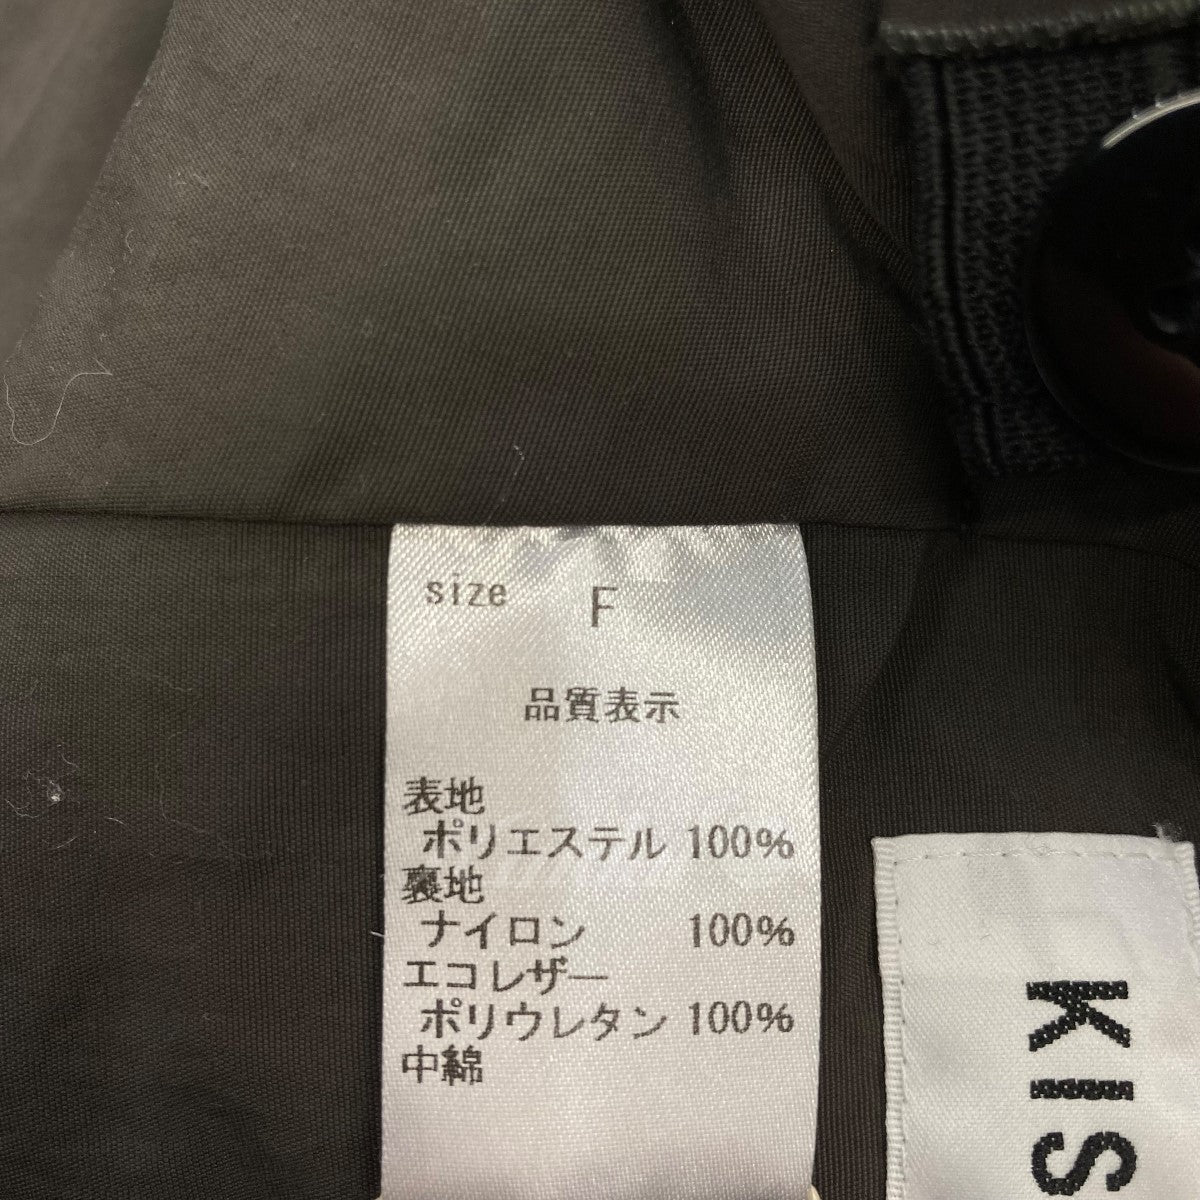 size F
品質表示
表地
ポリエステル 100%
裏地
ナイロン 100%
エコレザー
ポリウレタン 100%
中綿
KIS